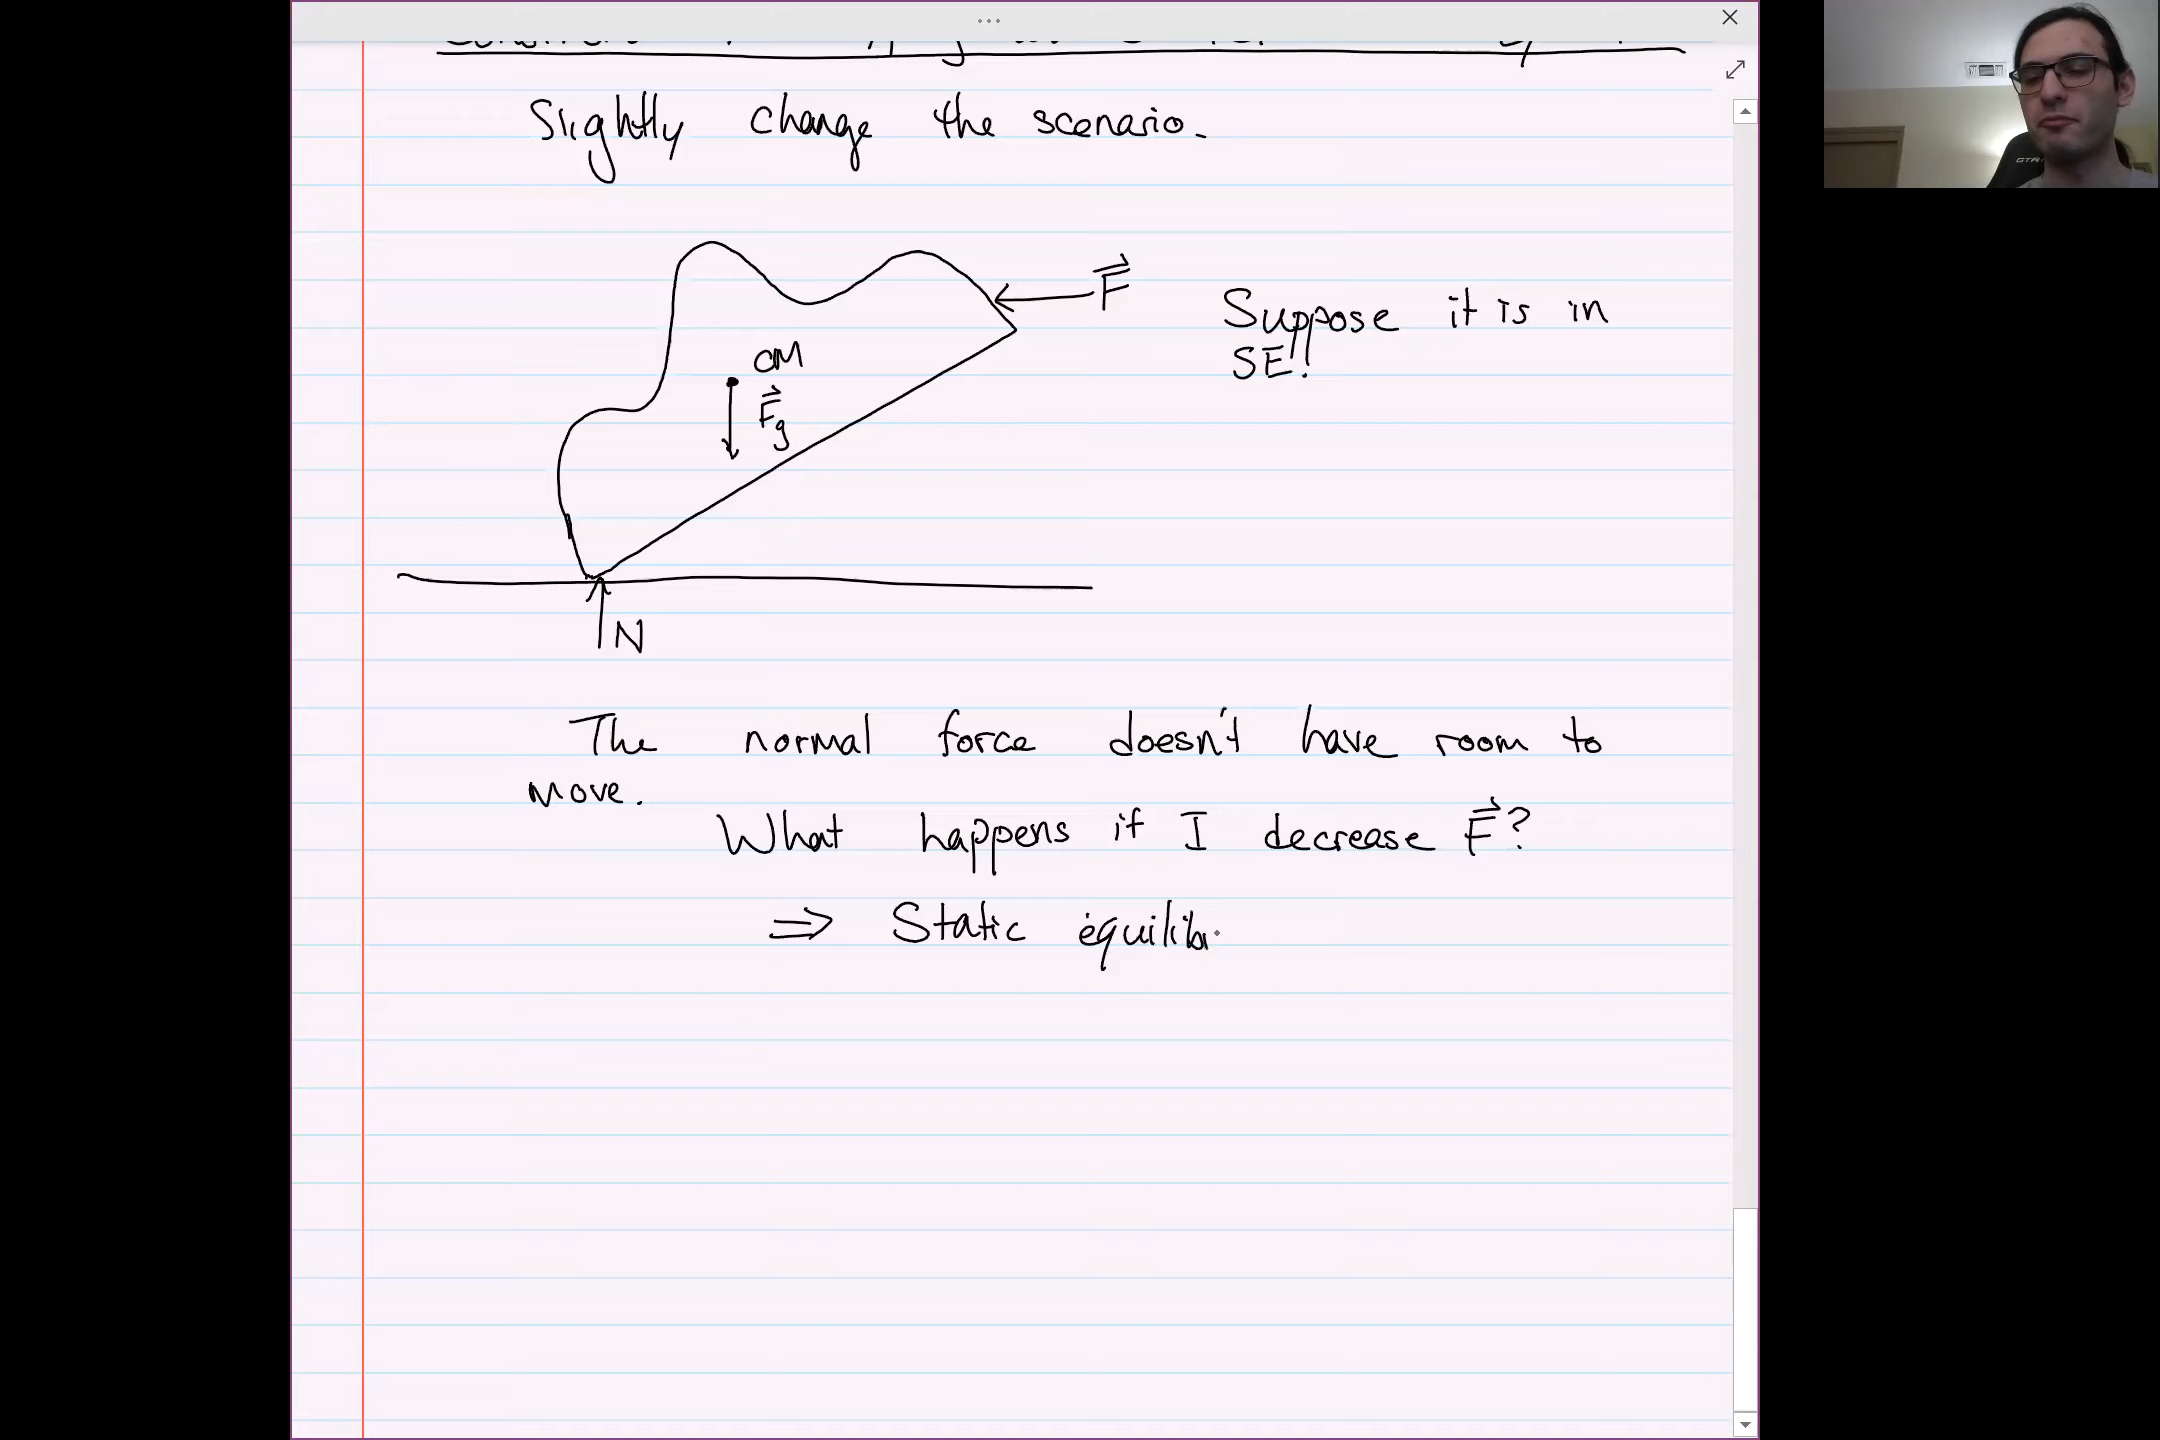 Slightly change the scenario.
F
Suppose it is in
SE!!
CM
Fg
N
The normal force doesn't have room to
move.
What happens if I decrease F?
⇒ Static equilibr